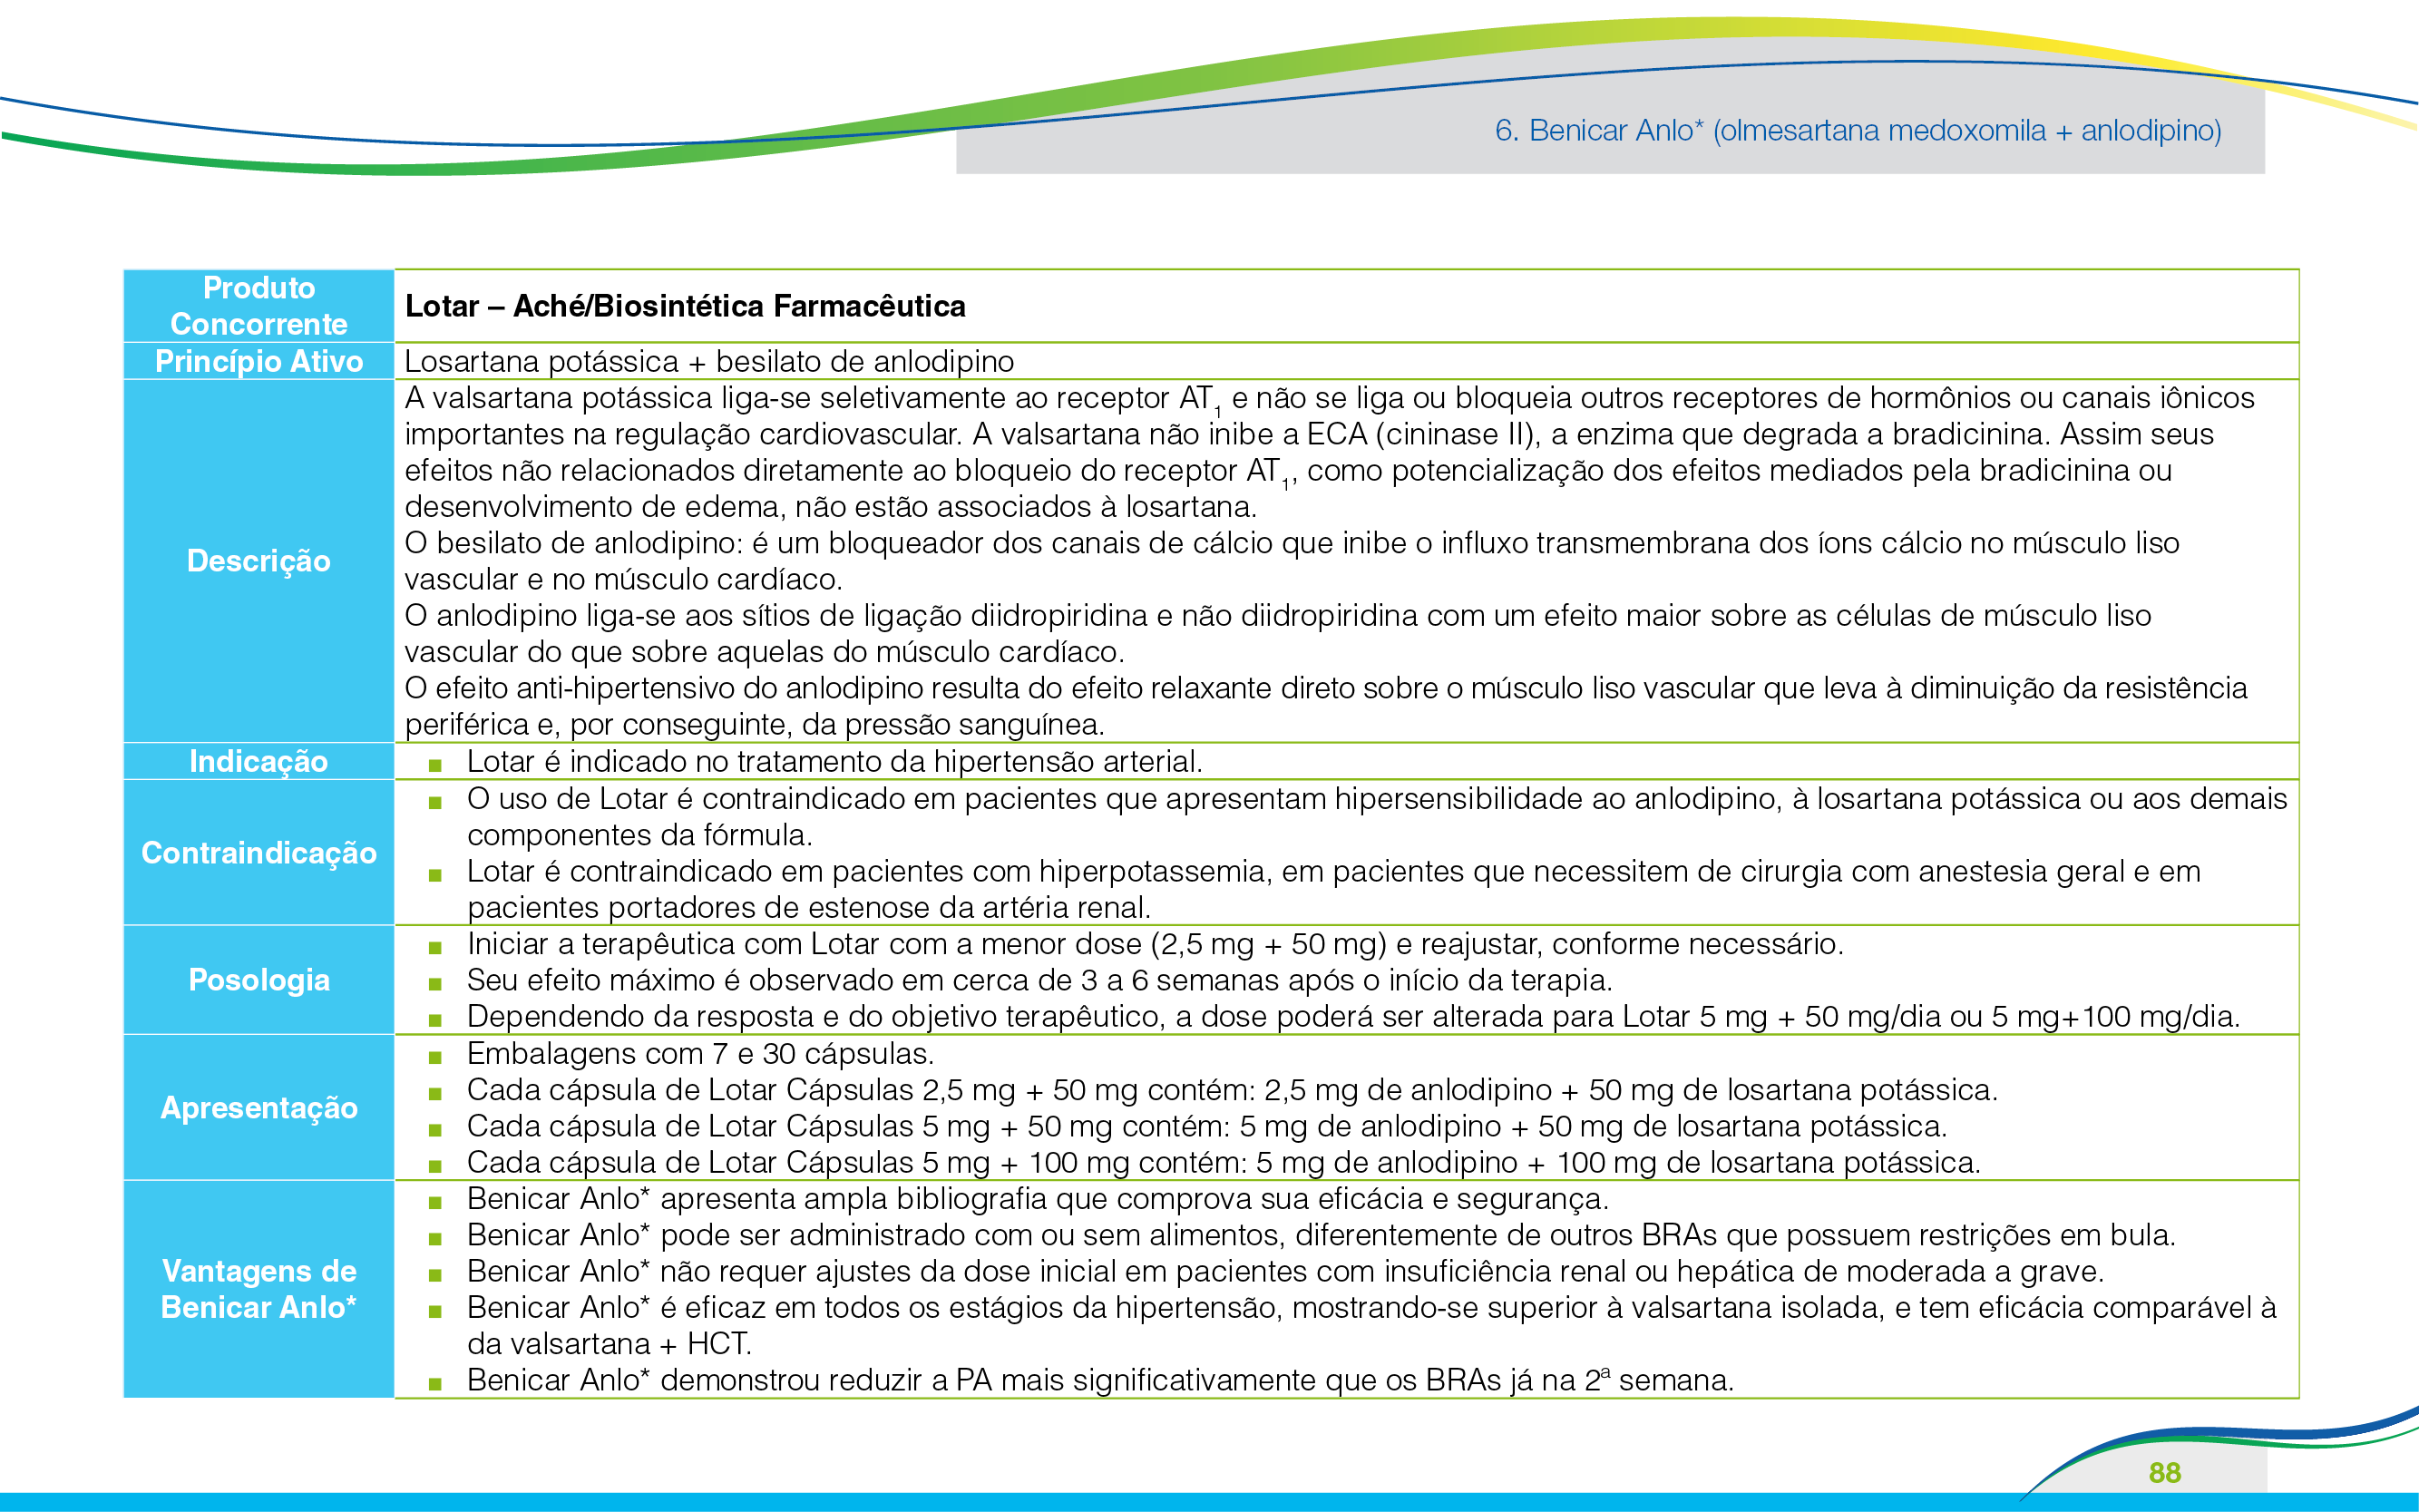 6. Benicar Anlo* (olmesartana medoxomila + anlodipino)
Produto
Concorrente
Lotar – Aché/Biosintética Farmacêutica
Princípio Ativo
Losartana potássica + besilato de anlodipino
Descrição
A valsartana potássica liga-se seletivamente ao receptor AT1 e não se liga ou bloqueia outros receptores de hormônios ou canais iônicos
importantes na regulação cardiovascular. A valsartana não inibe a ECA (cininase II), a enzima que degrada a bradicinina. Assim seus
efeitos não relacionados diretamente ao bloqueio do receptor AT1, como potencialização dos efeitos mediados pela bradicinina ou
desenvolvimento de edema, não estão associados à losartana.
O besilato de anlodipino: é um bloqueador dos canais de cálcio que inibe o influxo transmembrana dos íons cálcio no músculo liso
vascular e no músculo cardíaco.
O anlodipino liga-se aos sítios de ligação diidropiridina e não diidropiridina com um efeito maior sobre as células de músculo liso
vascular do que sobre aquelas do músculo cardíaco.
O efeito anti-hipertensivo do anlodipino resulta do efeito relaxante direto sobre o músculo liso vascular que leva à diminuição da resistência
periférica e, por conseguinte, da pressão sanguínea.
Indicação
■ Lotar é indicado no tratamento da hipertensão arterial.
Contraindicação
■ O uso de Lotar é contraindicado em pacientes que apresentam hipersensibilidade ao anlodipino, à losartana potássica ou aos demais
componentes da fórmula.
■ Lotar é contraindicado em pacientes com hiperpotassemia, em pacientes que necessitem de cirurgia com anestesia geral e em
pacientes portadores de estenose da artéria renal.
Posologia
■ Iniciar a terapêutica com Lotar com a menor dose (2,5 mg + 50 mg) e reajustar, conforme necessário.
■ Seu efeito máximo é observado em cerca de 3 a 6 semanas após o início da terapia.
■ Dependendo da resposta e do objetivo terapêutico, a dose poderá ser alterada para Lotar 5 mg + 50 mg/dia ou 5 mg+100 mg/dia.
Apresentação
■ Embalagens com 7 e 30 cápsulas.
■ Cada cápsula de Lotar Cápsulas 2,5 mg + 50 mg contém: 2,5 mg de anlodipino + 50 mg de losartana potássica.
■ Cada cápsula de Lotar Cápsulas 5 mg + 50 mg contém: 5 mg de anlodipino + 50 mg de losartana potássica.
■ Cada cápsula de Lotar Cápsulas 5 mg + 100 mg contém: 5 mg de anlodipino + 100 mg de losartana potássica.
Vantagens de
Benicar Anlo*
■ Benicar Anlo* apresenta ampla bibliografia que comprova sua eficácia e segurança.
■ Benicar Anlo* pode ser administrado com ou sem alimentos, diferentemente de outros BRAs que possuem restrições em bula.
■ Benicar Anlo* não requer ajustes da dose inicial em pacientes com insuficiência renal ou hepática de moderada a grave.
■ Benicar Anlo* é eficaz em todos os estágios da hipertensão, mostrando-se superior à valsartana isolada, e tem eficácia comparável à
da valsartana + HCT.
■ Benicar Anlo* demonstrou reduzir a PA mais significativamente que os BRAs já na 2ª semana.
88